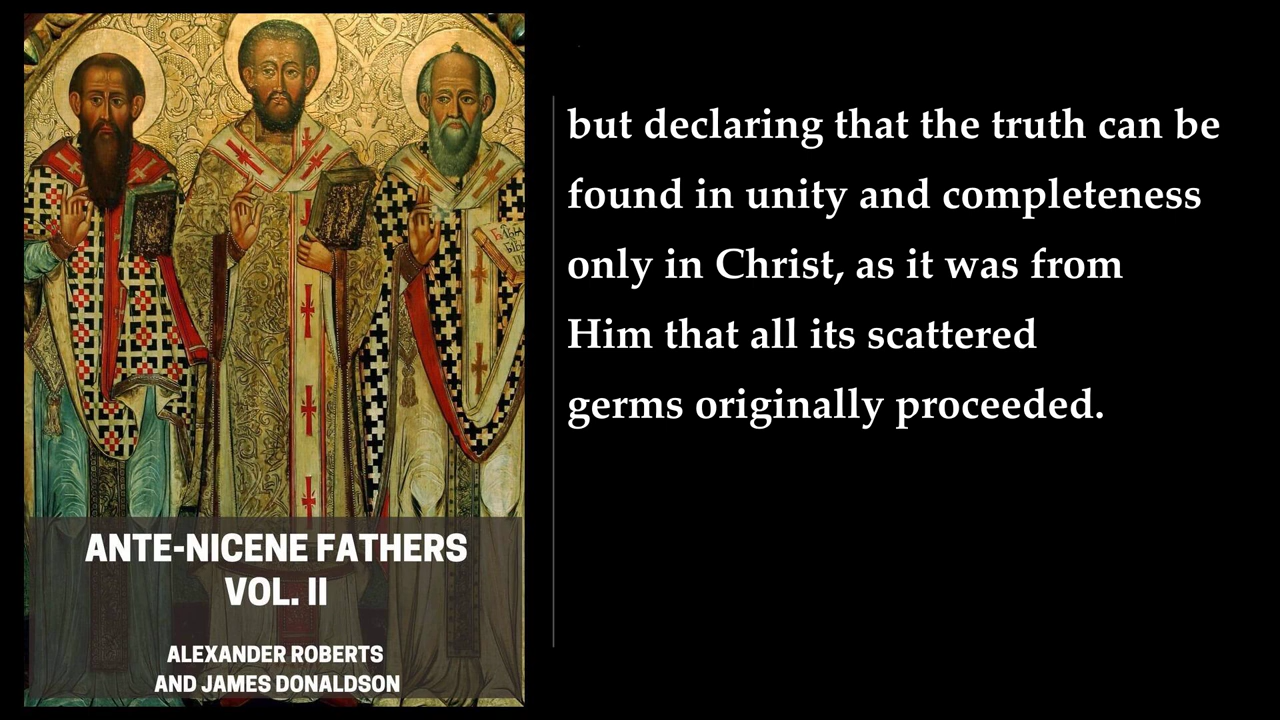 but declaring that the truth can be
found in unity and completeness
only in Christ, as it was from
Him that all its scattered
germs originally proceeded.
ANTE-NICENE FATHERS
VOL. II
ALEXANDER ROBERTS
AND JAMES DONALDSON